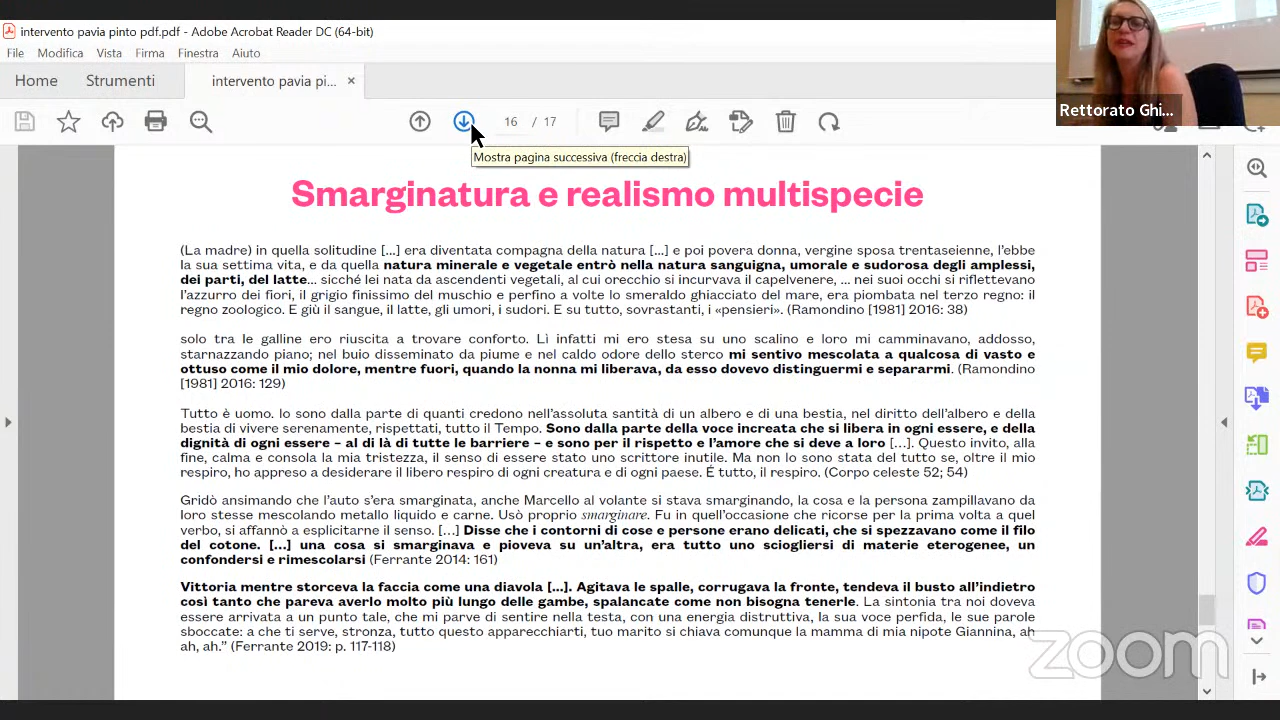 intervento pavia pinto pdf.pdf - Adobe Acrobat Reader DC (64-bit)
File Modifica Vista Firma Finestra Aiuto
Home Strumenti intervento pavia pi... ×
16 / 17
Mostra pagina successiva (freccia destra)
Rettorato Ghi...
Smarginatura e realismo multispecie
(La madre) in quella solitudine [...] era diventata compagna della natura [...] e poi povera donna, vergine sposa trentaseienne, l'ebbe
la sua settima vita, e da quella natura minerale e vegetale entrò nella natura sanguigna, umorale e sudorosa degli amplessi,
dei parti, del latte... sicché lei nata da ascendenti vegetali, al cui orecchio si incurvava il capelvenere, ... nei suoi occhi si riflettevano
l'azzurro dei fiori, il grigio finissimo del muschio e perfino a volte lo smeraldo ghiacciato del mare, era piombata nel terzo regno: il
regno zoologico. E giù il sangue, il latte, gli umori, i sudori. E su tutto, sovrastanti, i «pensieri». (Ramondino [1981] 2016: 38)
solo tra le galline ero riuscita a trovare conforto. Lì infatti mi ero stesa su uno scalino e loro mi camminavano, addosso,
starnazzando piano; nel buio disseminato da piume e nel caldo odore dello sterco mi sentivo mescolata a qualcosa di vasto e
ottuso come il mio dolore, mentre fuori, quando la nonna mi liberava, da esso dovevo distinguermi e separarmi. (Ramondino
[1981] 2016: 129)
Tutto è uomo. Io sono dalla parte di quanti credono nell'assoluta santità di un albero e di una bestia, nel diritto dell'albero e della
bestia di vivere serenamente, rispettati, tutto il Tempo. Sono dalla parte della voce increata che si libera in ogni essere, e della
dignità di ogni essere – al di là di tutte le barriere – e sono per il rispetto e l'amore che si deve a loro [...]. Questo invito, alla
fine, calma e consola la mia tristezza, il senso di essere stato uno scrittore inutile. Ma non lo sono stata del tutto se, oltre il mio
respiro, ho appreso a desiderare il libero respiro di ogni creatura e di ogni paese. É tutto, il respiro. (Corpo celeste 52; 54)
Gridò ansimando che l'auto s'era smarginata, anche Marcello al volante si stava smarginando, la cosa e la persona zampillavano da
loro stesse mescolando metallo liquido e carne. Usò proprio smarginare. Fu in quell'occasione che ricorse per la prima volta a quel
verbo, si affannò a esplicitarne il senso. [...] Disse che i contorni di cose e persone erano delicati, che si spezzavano come il filo
del cotone. [...] una cosa si smarginava e pioveva su un'altra, era tutto uno sciogliersi di materie eterogenee, un
confondersi e rimescolarsi (Ferrante 2014: 161)
Vittoria mentre storceva la faccia come una diavola [...]. Agitava le spalle, corrugava la fronte, tendeva il busto all'indietro
così tanto che pareva averlo molto più lungo delle gambe, spalancate come non bisogna tenerle. La sintonia tra noi doveva
essere arrivata a un punto tale, che mi parve di sentire nella testa, con una energia distruttiva, la sua voce perfida, le sue parole
sboccate: a che ti serve, stronza, tutto questo apparecchiarti, tuo marito si chiava comunque la mamma di mia nipote Giannina, ah
ah, ah." (Ferrante 2019: p. 117-118)
zoom